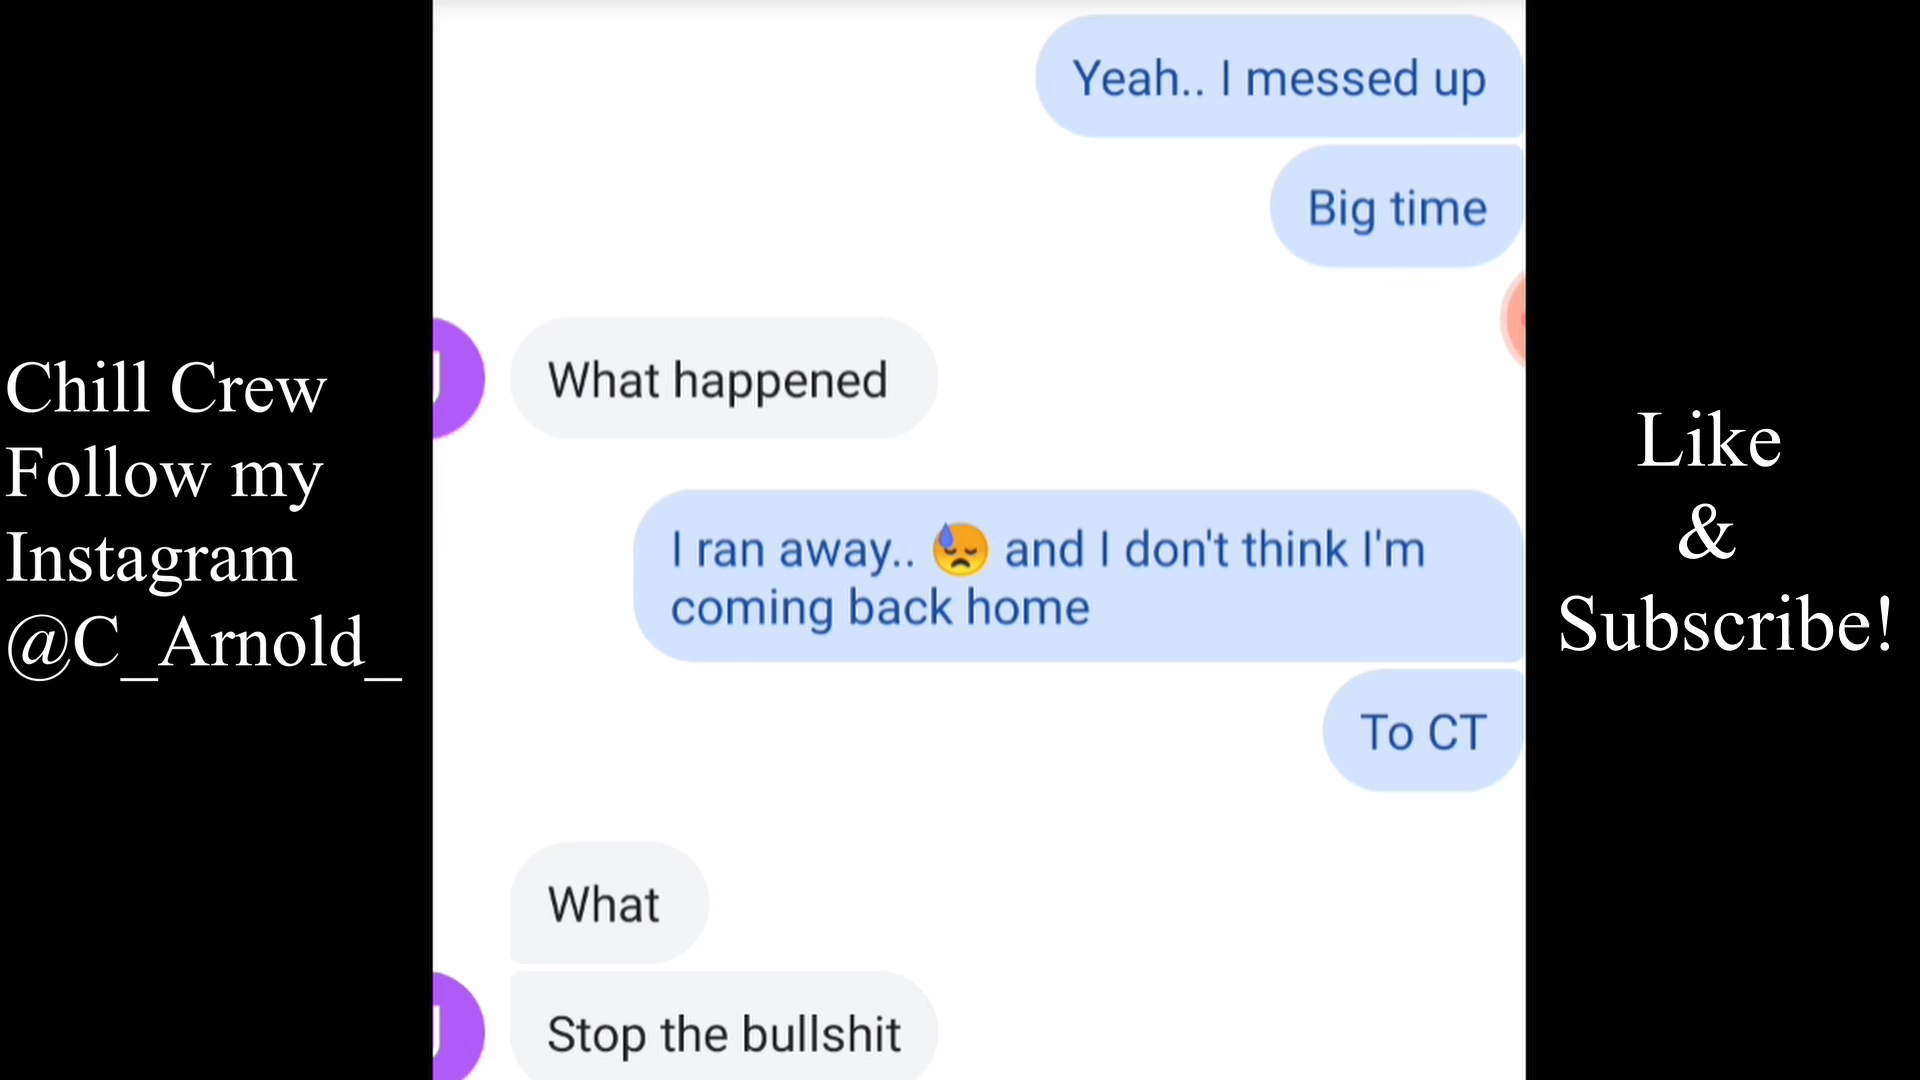 Yeah.. I messed up
Big time
What happened
I ran away.. 😓 and I don't think I'm
coming back home
To CT
What
Stop the bullshit
Chill Crew
Follow my
Instagram
@C_Arnold_
Like
&
Subscribe!